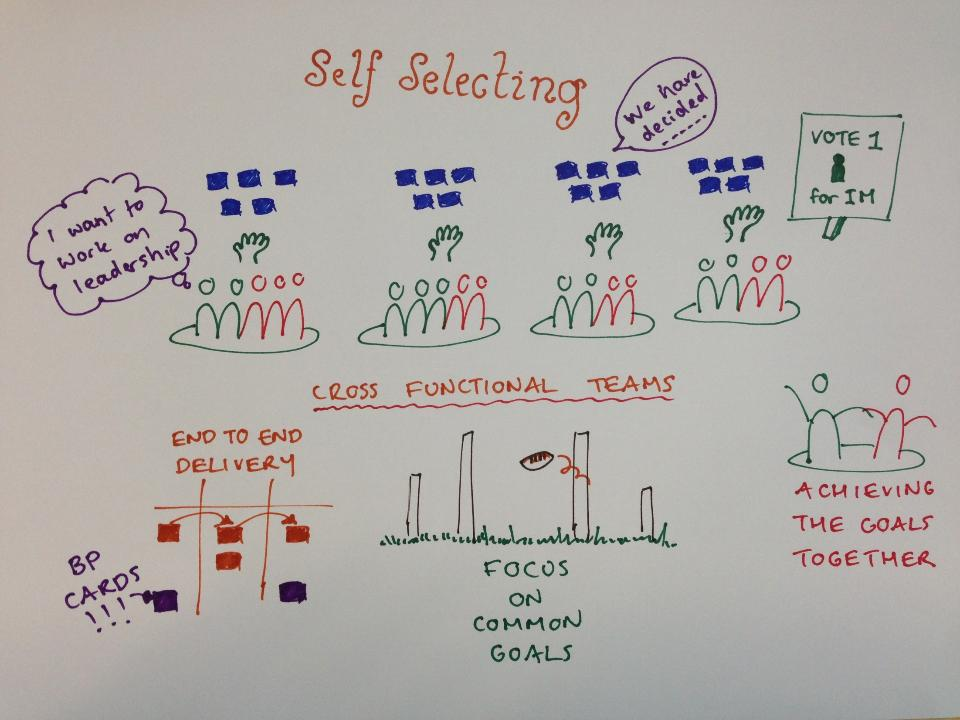 Self Selecting
We have
decided
VOTE 1
for IM
I want to
work on
leadership
CROSS FUNCTIONAL TEAMS
END TO END
DELIVERY
BP
CARDS
!!!
FOCUS
ON
COMMON
GOALS
ACHIEVING
THE GOALS
TOGETHER